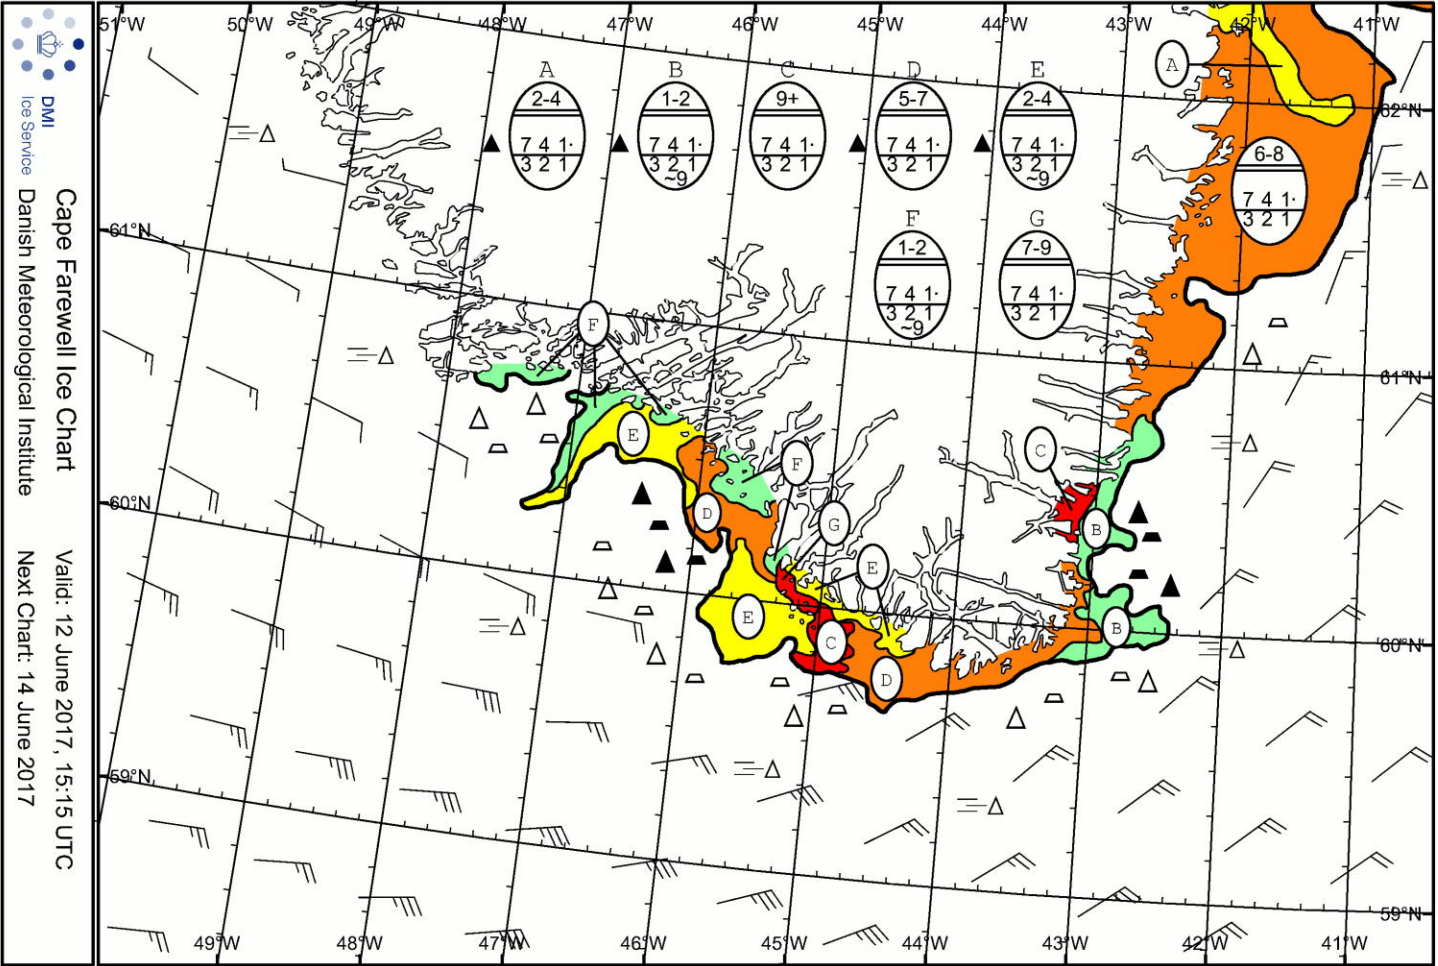 51°W 50°W 49°W 48°W 47°W 46°W 45°W 44°W 43°W 42°W 41°W
DMI
Ice Service
Cape Farewell Ice Chart
Danish Meteorological Institute
Valid: 12 June 2017, 15:15 UTC
Next Chart: 14 June 2017
A
B
C
D
E
2-4
7 4 1·
3 2 1
1-2
7 4 1·
3 2 1
~9
9+
7 4 1·
3 2 1
5-7
7 4 1·
3 2 1
2-4
7 4 1·
3 2 1
~9
F
G
1-2
7 4 1·
3 2 1
~9
7-9
7 4 1·
3 2 1
6-8
7 4 1·
3 2 1
A
62°N
61°N
61°N
60°N
60°N
59°N
59°N
F
E
F
D
G
E
E
C
D
C
B
B
49°W 48°W 47°W 46°W 45°W 44°W 43°W 42°W 41°W